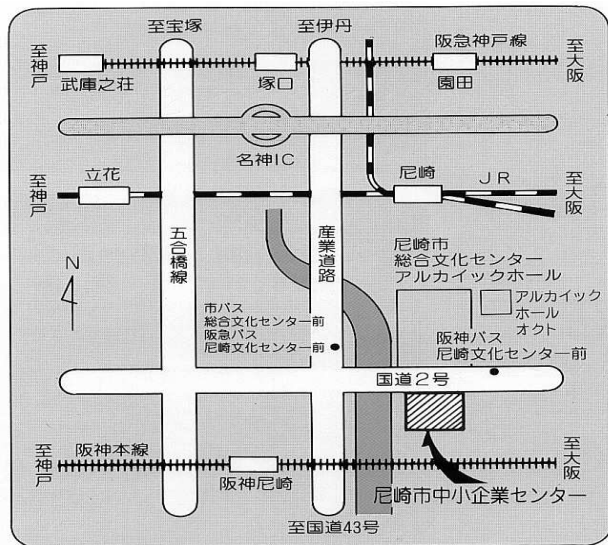 至宝塚
至伊丹
阪急神戸線
至神戸
武庫之荘
塚口
園田
至大阪
名神IC
至神戸
立花
尼崎
JR
至大阪
五合橋線
産業道路
尼崎市
総合文化センター
アルカイックホール
アルカイック
ホール
オクト
N
市バス
総合文化センター前
阪急バス
尼崎文化センター前
阪神バス
尼崎文化センター前
国道2号
至神戸
阪神本線
阪神尼崎
至大阪
尼崎市中小企業センター
至国道43号